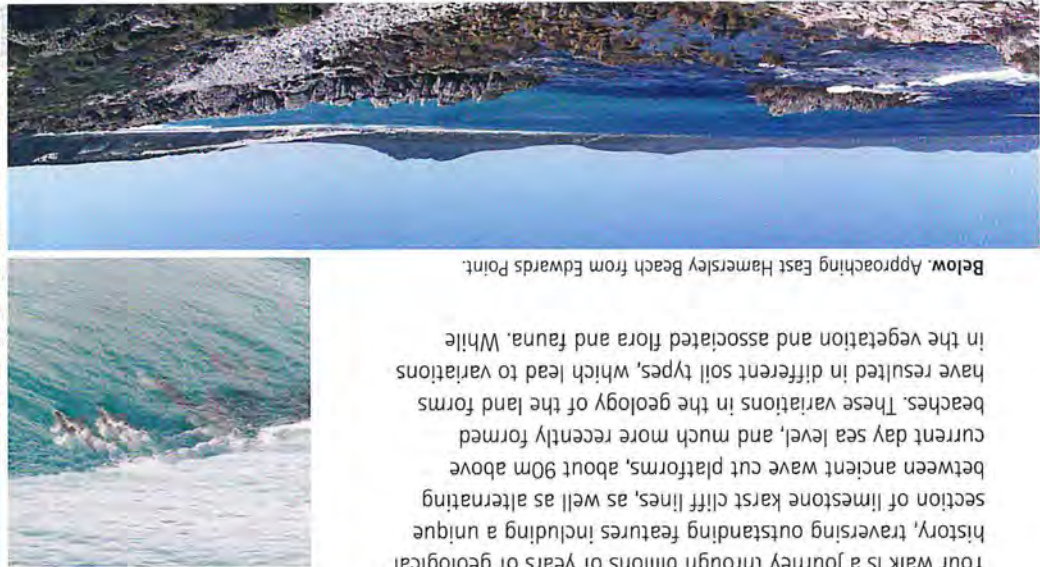 Your walk is a journey through billions of years of geological
history, traversing outstanding features including a unique
section of limestone karst cliff lines, as well as alternating
between ancient wave cut platforms, about 90m above
current day sea level, and much more recently formed
beaches. These variations in the geology of the land forms
have resulted in different soil types, which lead to variations
in the vegetation and associated flora and fauna. While
Below. Approaching East Hamersley Beach from Edwards Point.